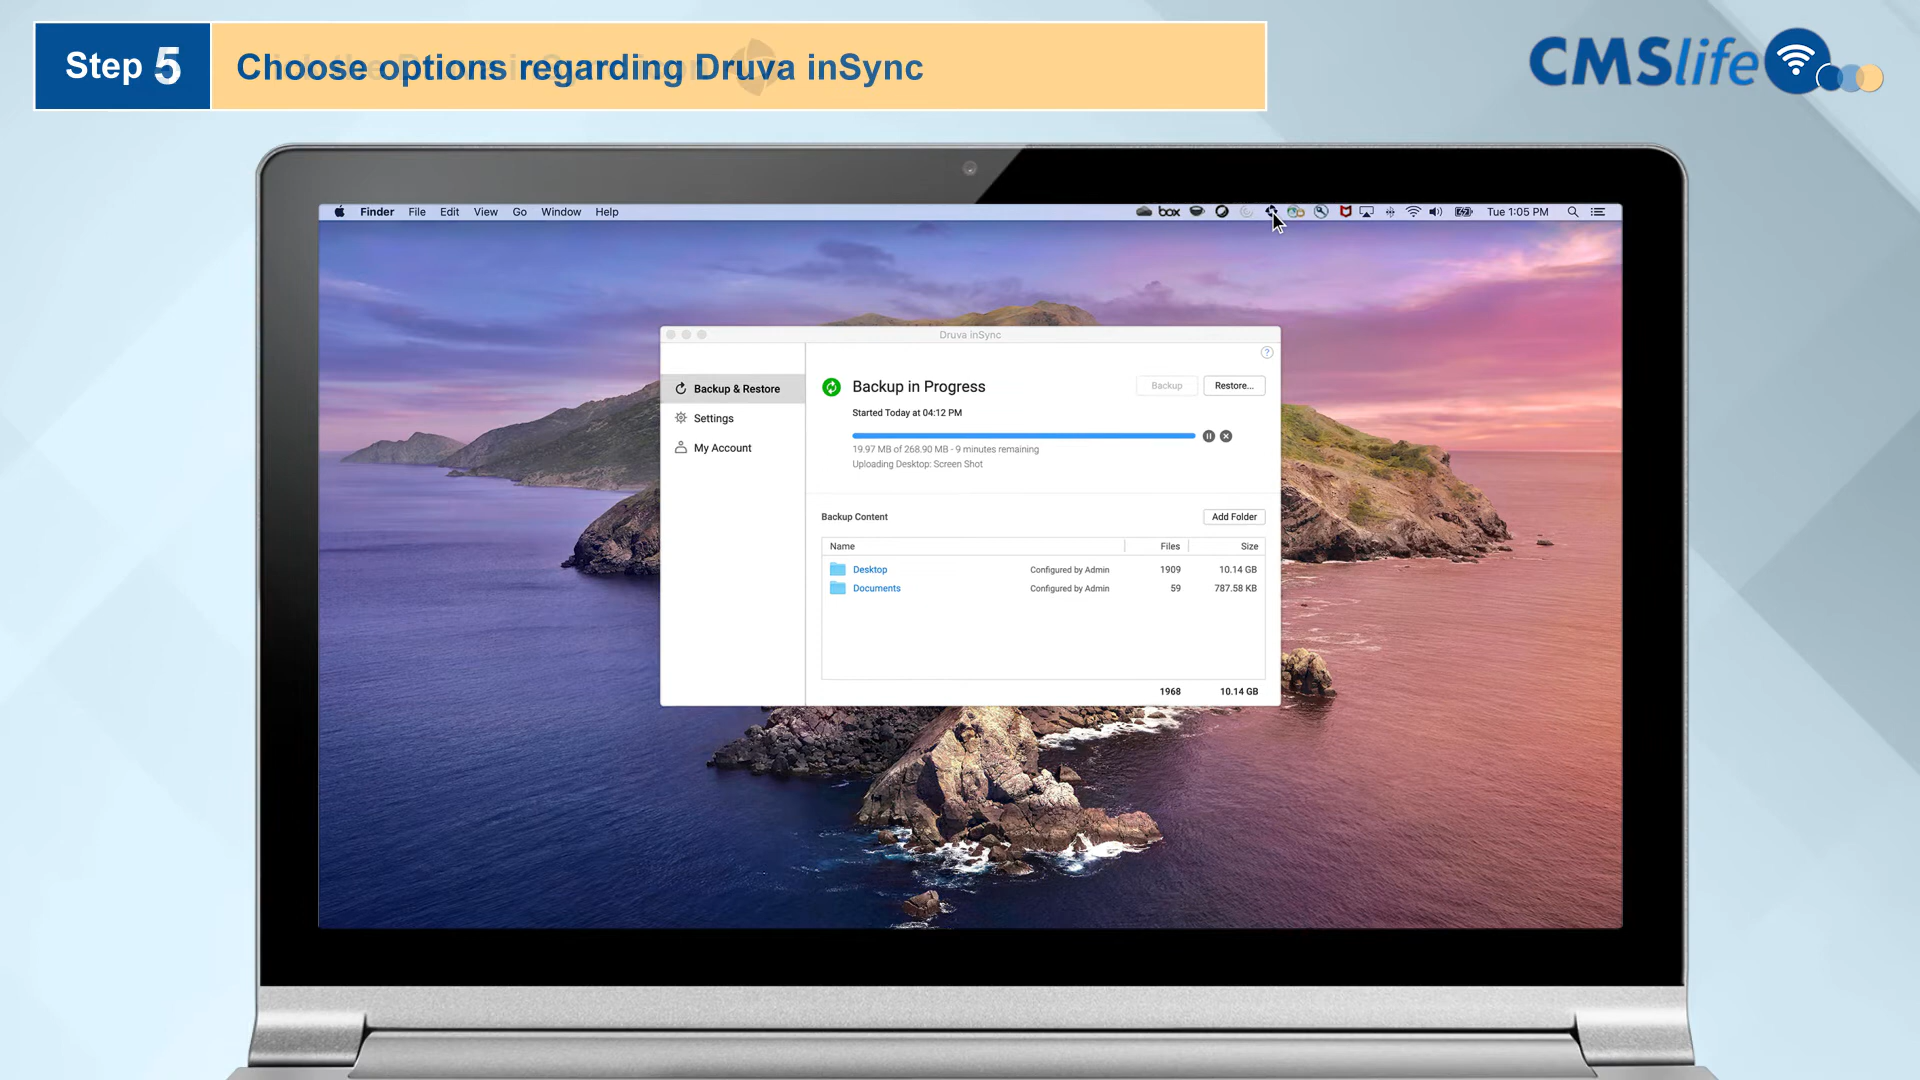 Step 5
Choose options regarding Druva inSync
CMSlife
Finder File Edit View Go Window Help
box Tue 1:05 PM
Druva inSync
?
Backup & Restore
Settings
My Account
Backup in Progress
Backup Restore...
Started Today at 04:12 PM
19.97 MB of 268.90 MB - 9 minutes remaining
Uploading Desktop: Screen Shot
Backup Content
Add Folder
Name Files Size
Desktop Configured by Admin 1909 10.14 GB
Documents Configured by Admin 59 787.58 KB
1968 10.14 GB